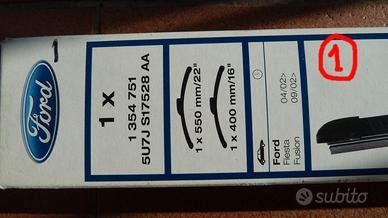 Ford
1 x
1 354 751
5U7J S17528 AA
1 x 550 mm/22"
1 x 400 mm/16"
Ford
Fiesta 04/02>
Fusion 09/02>
1
subito